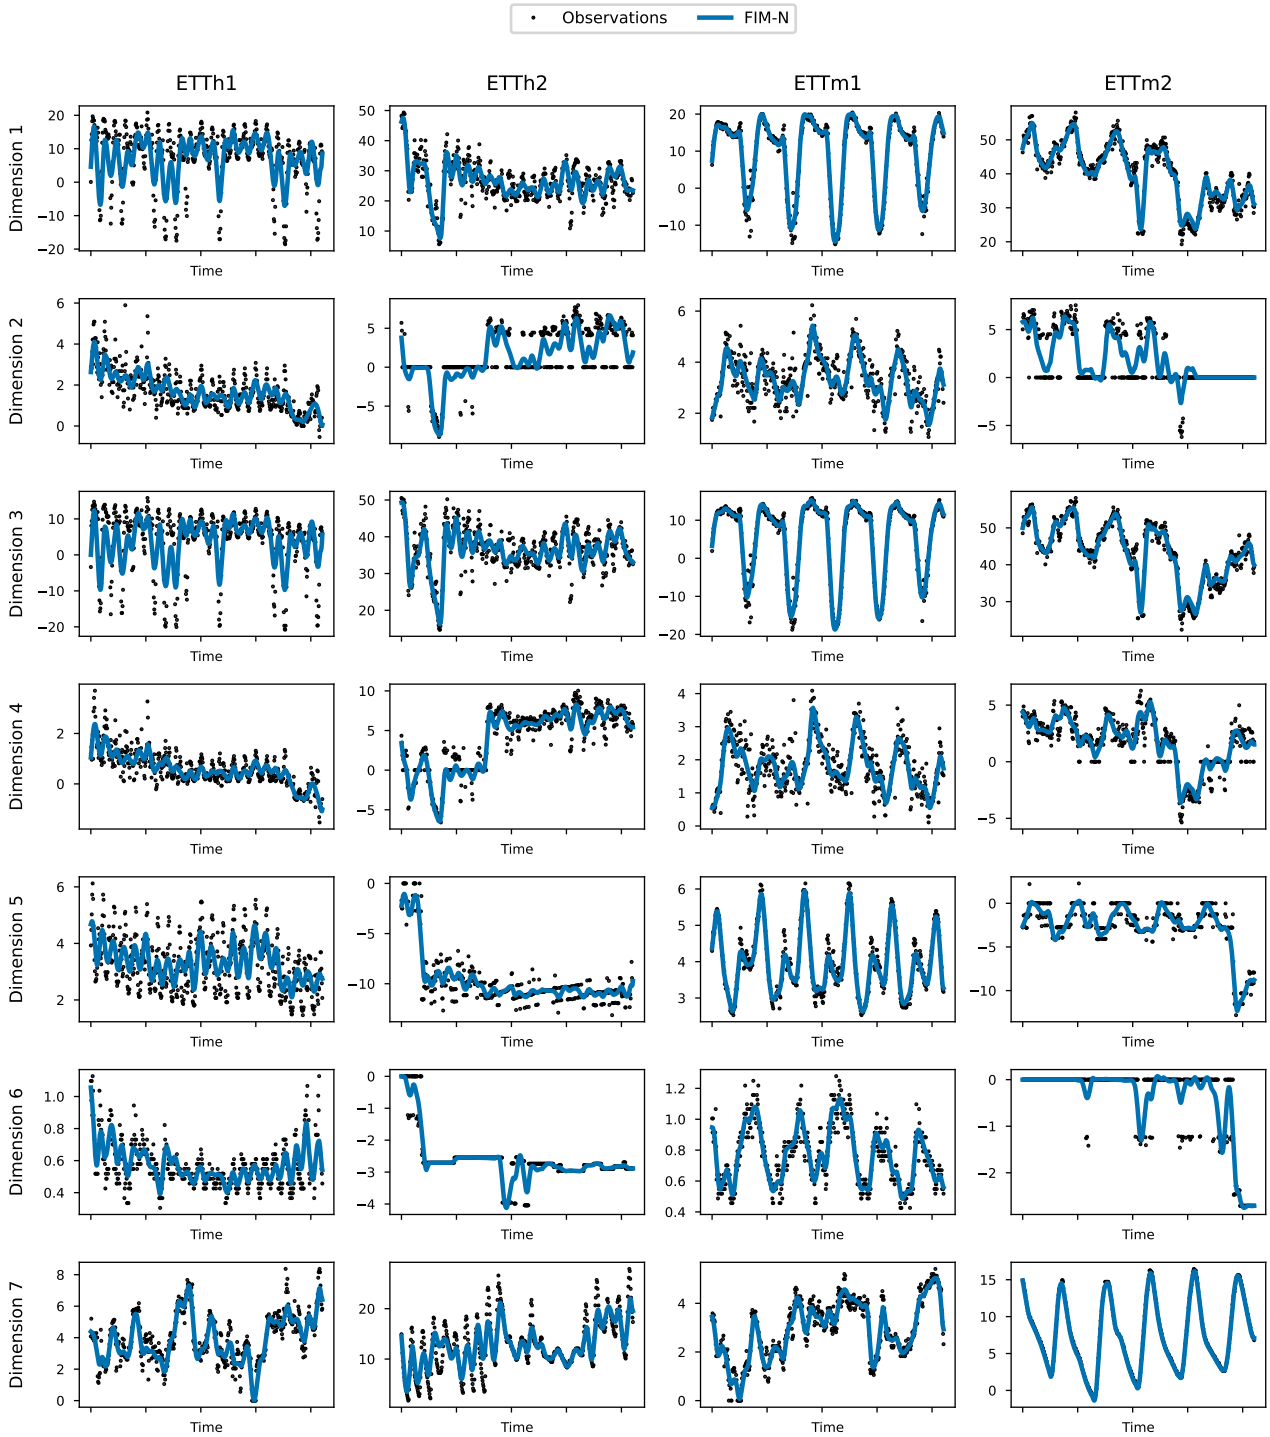 Observations FIM-N
ETTh1 ETTh2 ETTm1 ETTm2
Dimension 1
20 10 0 −10 −20
50 40 30 20 10
20 10 0 −10
50 40 30 20
Time Time Time Time
Dimension 2
6 4 2 0
5 0 −5
6 4 2
5 0 −5
Time Time Time Time
Dimension 3
10 0 −10 −20
50 40 30 20
10 0 −10 −20
50 40 30
Time Time Time Time
Dimension 4
2 0
10 5 0 −5
4 3 2 1 0
5 0 −5
Time Time Time Time
Dimension 5
6 4 2
0 −5 −10
6 5 4 3
0 −5 −10
Time Time Time Time
Dimension 6
1.0 0.8 0.6 0.4
0 −1 −2 −3 −4
1.2 1.0 0.8 0.6 0.4
0 −1 −2
Time Time Time Time
Dimension 7
8 6 4 2 0
20 10
4 2 0
15 10 5 0
Time Time Time Time